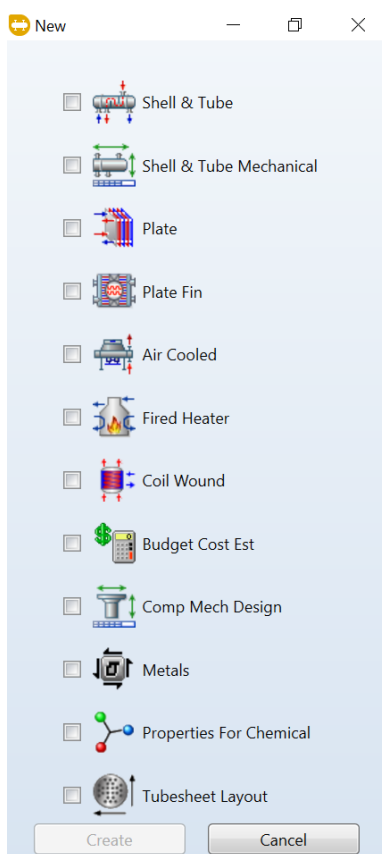 New
Shell & Tube
Shell & Tube Mechanical
Plate
Plate Fin
Air Cooled
Fired Heater
Coil Wound
Budget Cost Est
Comp Mech Design
Metals
Properties For Chemical
Tubesheet Layout
Create
Cancel